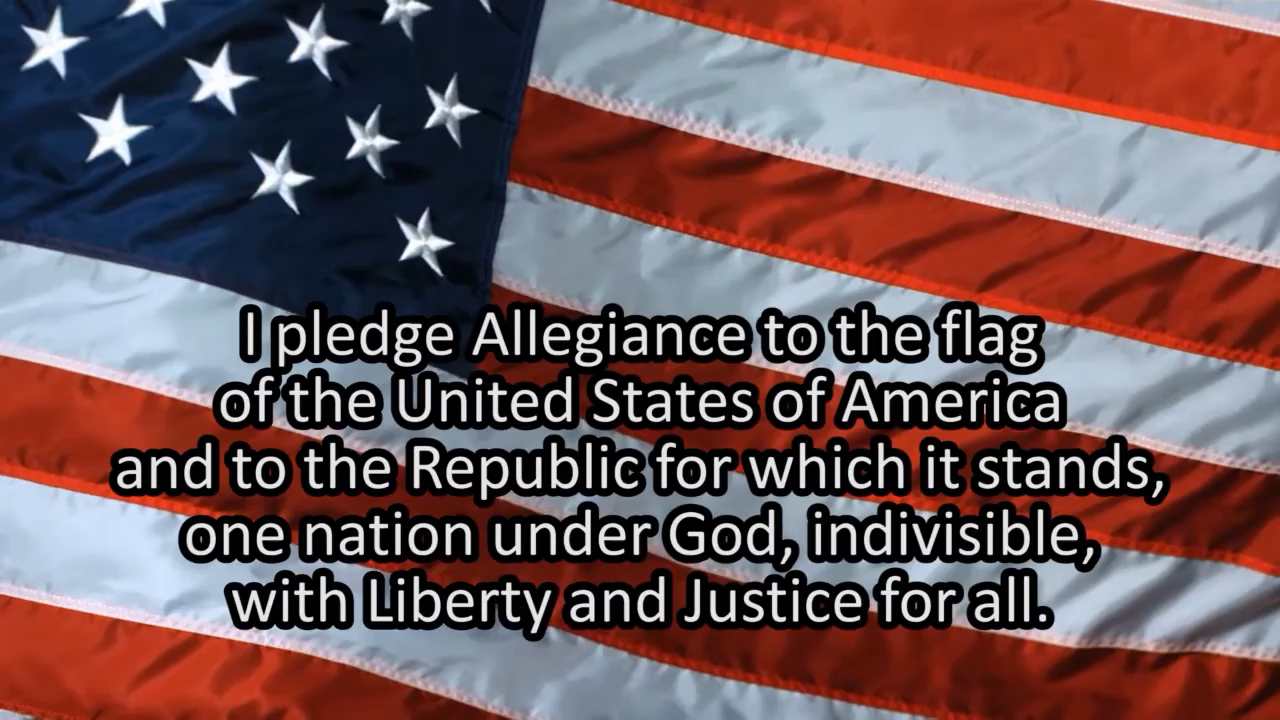 I pledge Allegiance to the flag
of the United States of America
and to the Republic for which it stands,
one nation under God, indivisible,
with Liberty and Justice for all.